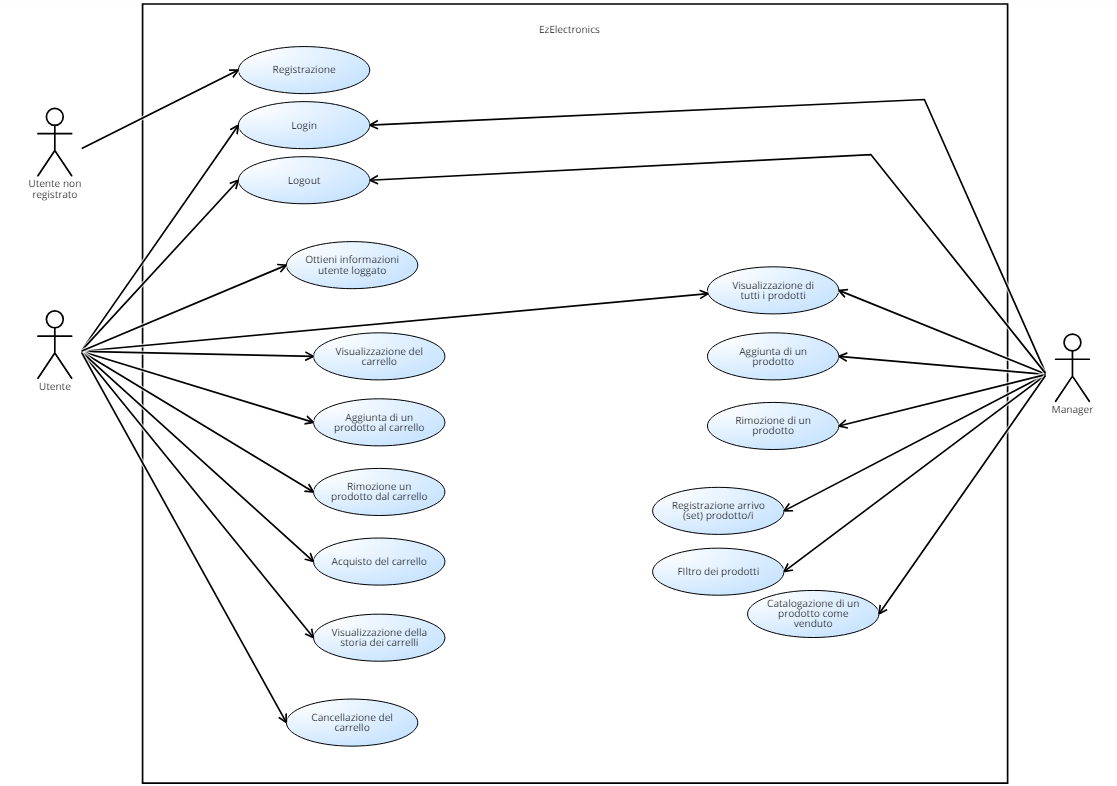 EzElectronics
Registrazione
Login
Logout
Utente non
registrato
Ottieni informazioni
utente loggato
Visualizzazione di
tutti i prodotti
Utente
Visualizzazione del
carrello
Aggiunta di un
prodotto
Manager
Aggiunta di un
prodotto al carrello
Rimozione di un
prodotto
Rimozione un
prodotto dal carrello
Registrazione arrivo
(set) prodotto/i
Acquisto del carrello
FIltro dei prodotti
Catalogazione di un
prodotto come
venduto
Visualizzazione della
storia dei carrelli
Cancellazione del
carrello